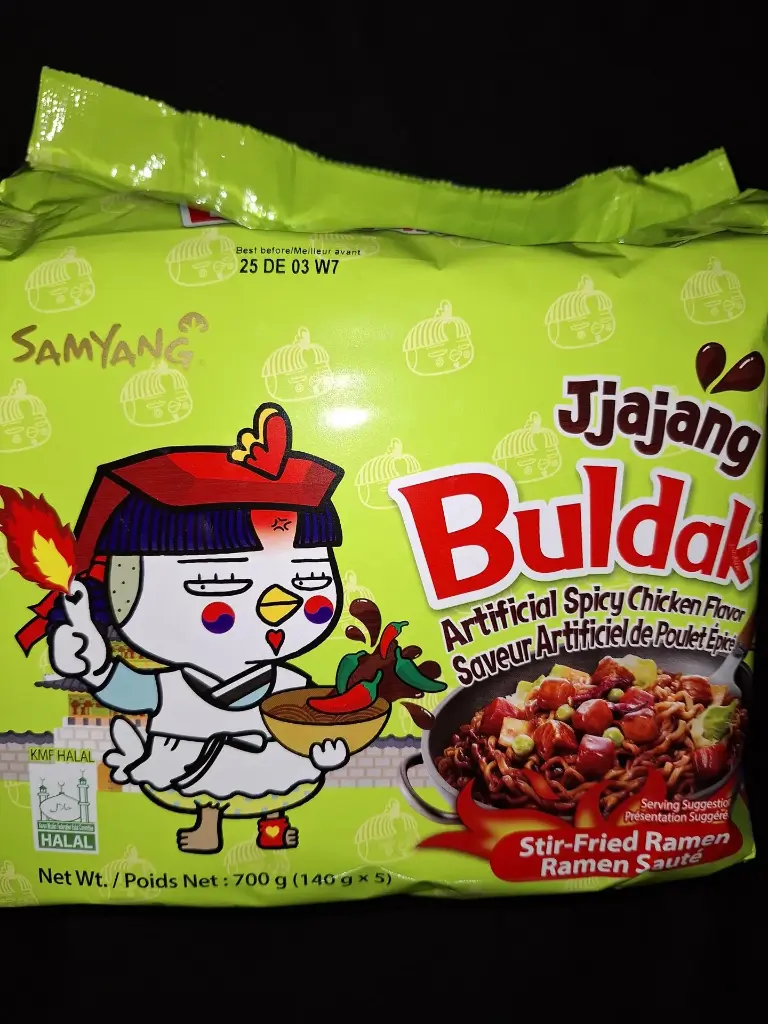 Best before/Meilleur avant
25 DE 03 W7
SAMYANG
Jjajang
Buldak
Artificial Spicy Chicken Flavor
Saveur Artificiel de Poulet Épicé
KMF HALAL
HALAL
Serving Suggestion
Présentation Suggéré
Stir-Fried Ramen
Ramen Sauté
Net Wt. / Poids Net : 700 g (140 g × 5)